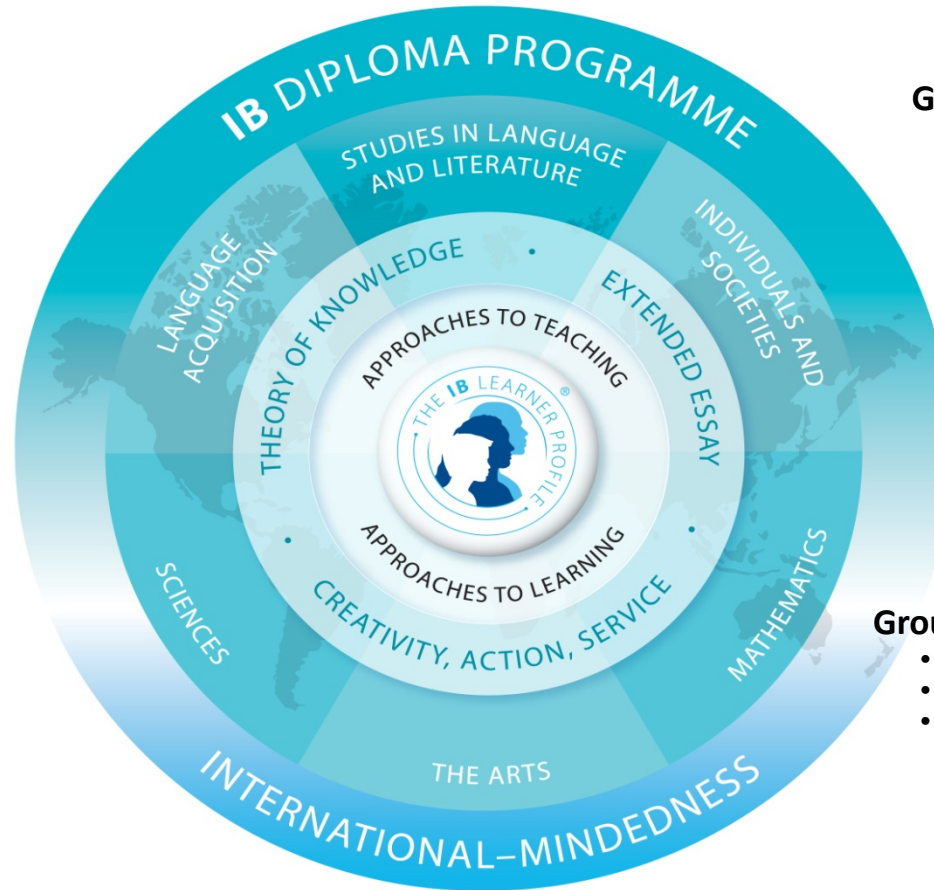 IB DIPLOMA PROGRAMME
STUDIES IN LANGUAGE
AND LITERATURE
LANGUAGE
ACQUISITION
INDIVIDUALS AND
SOCIETIES
THEORY OF KNOWLEDGE •
EXTENDED ESSAY •
APPROACHES TO TEACHING
THE IB LEARNER PROFILE ®
APPROACHES TO LEARNING
CREATIVITY, ACTION, SERVICE •
SCIENCES
MATHEMATICS
THE ARTS
INTERNATIONAL–MINDEDNESS
G
Grou
•
•
•